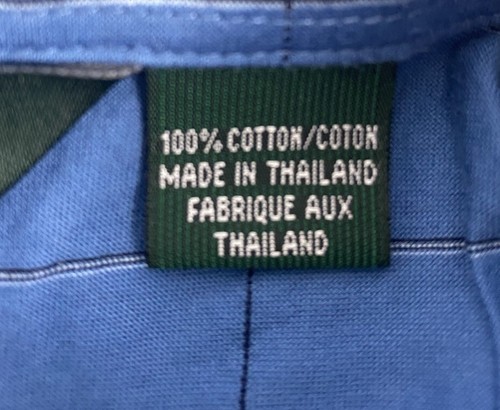 100% COTTON/COTON
MADE IN THAILAND
FABRIQUE AUX
THAILAND